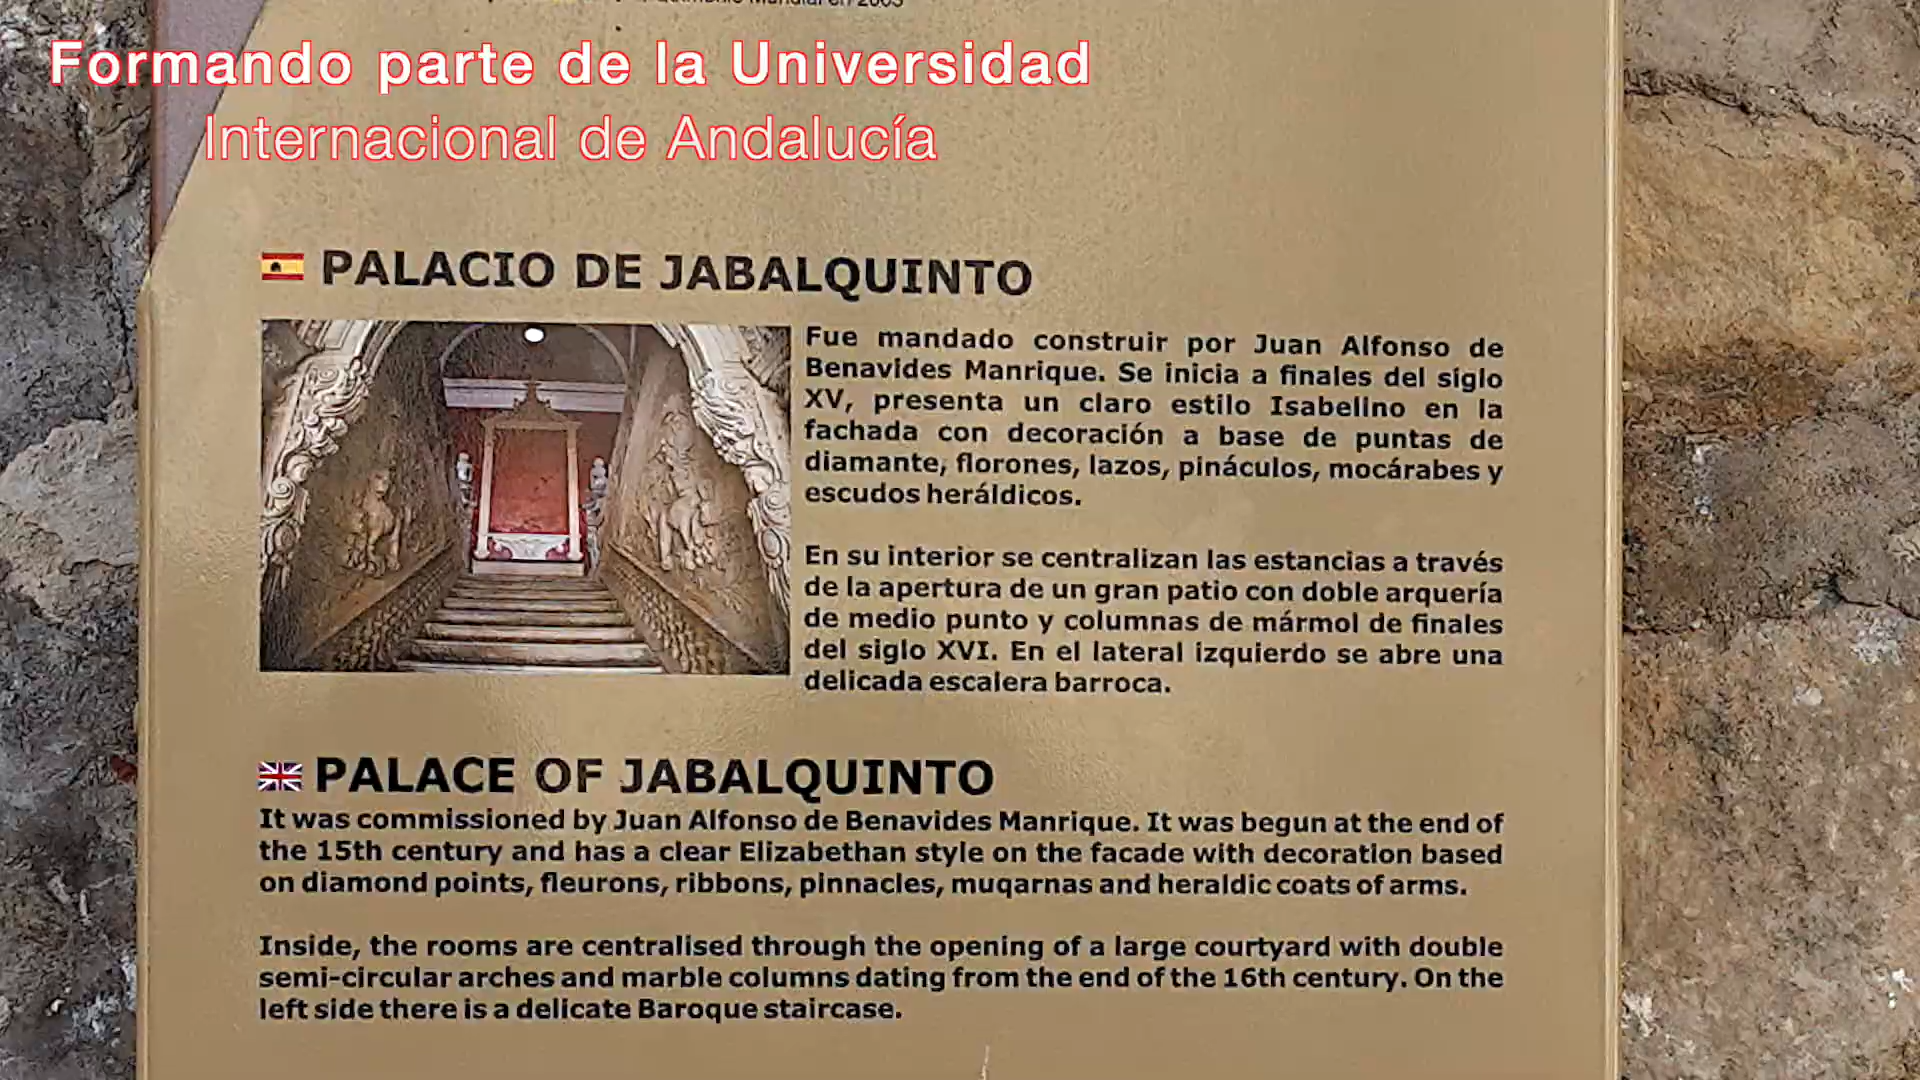 Mundial en 2003
Formando parte de la Universidad
Internacional de Andalucía
PALACIO DE JABALQUINTO
Fue mandado construir por Juan Alfonso de
Benavides Manrique. Se inicia a finales del síglo
XV, presenta un claro estilo Isabelino en la
fachada con decoración a base de puntas de
diamante, florones, lazos, pináculos, mocárabes y
escudos heráldicos.
En su interior se centralizan las estancias a través
de la apertura de un gran patio con doble arquería
de medio punto y columnas de mármol de finales
del siglo XVI. En el lateral izquierdo se abre una
delicada escalera barroca.
PALACE OF JABALQUINTO
It was commissioned by Juan Alfonso de Benavides Manrique. It was begun at the end of
the 15th century and has a clear Elizabethan style on the facade with decoration based
on diamond points, fleurons, ribbons, pinnacles, muqarnas and heraldic coats of arms.
Inside, the rooms are centralised through the opening of a large courtyard with double
semi-circular arches and marble columns dating from the end of the 16th century. On the
left side there is a delicate Baroque staircase.